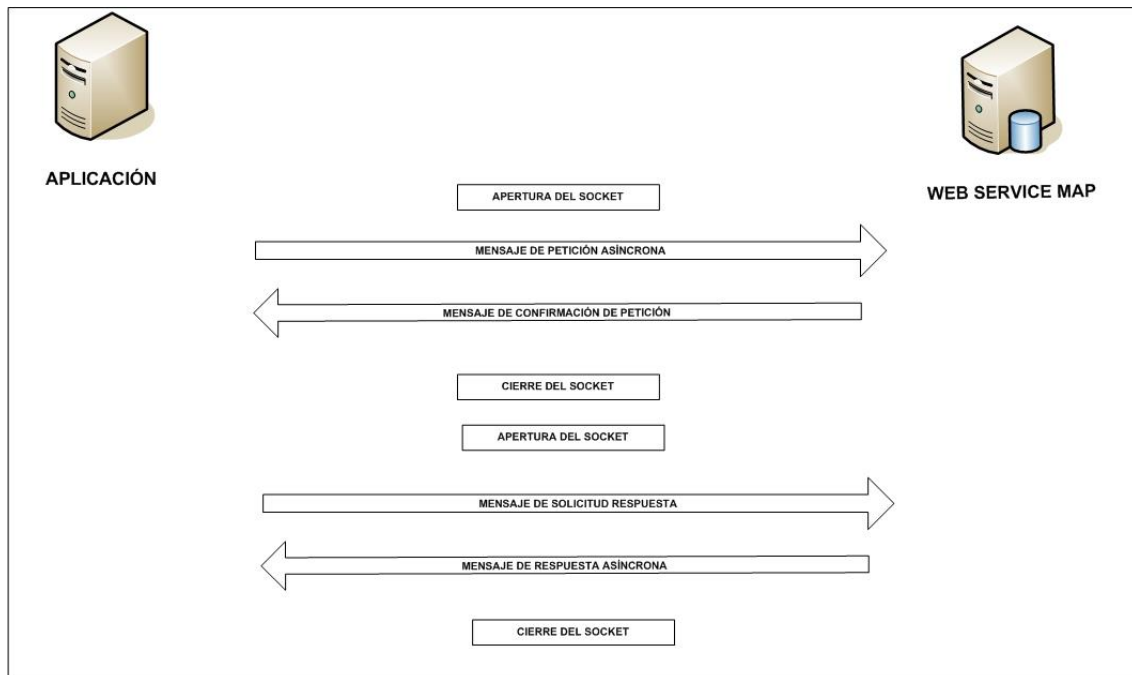 APLICACIÓN
WEB SERVICE MAP
APERTURA DEL SOCKET
MENSAJE DE PETICIÓN ASÍNCRONA
MENSAJE DE CONFIRMACIÓN DE PETICIÓN
CIERRE DEL SOCKET
APERTURA DEL SOCKET
MENSAJE DE SOLICITUD RESPUESTA
MENSAJE DE RESPUESTA ASÍNCRONA
CIERRE DEL SOCKET